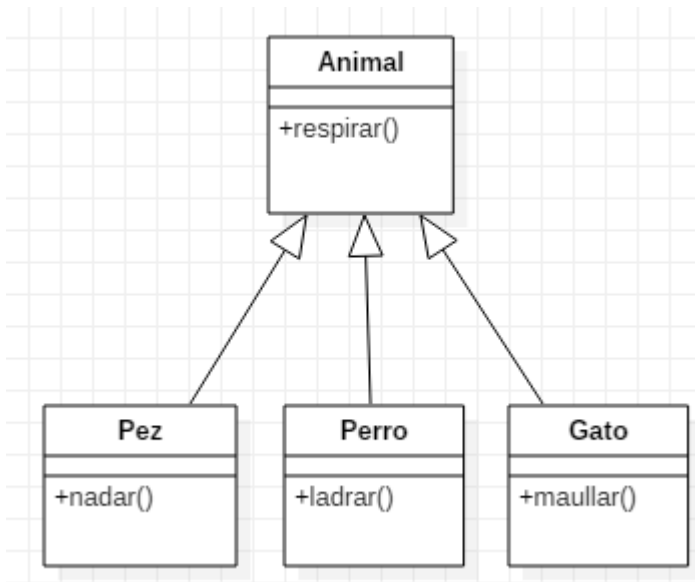 Animal
+respirar()
Pez
+nadar()
Perro
+ladrar()
Gato
+maullar()